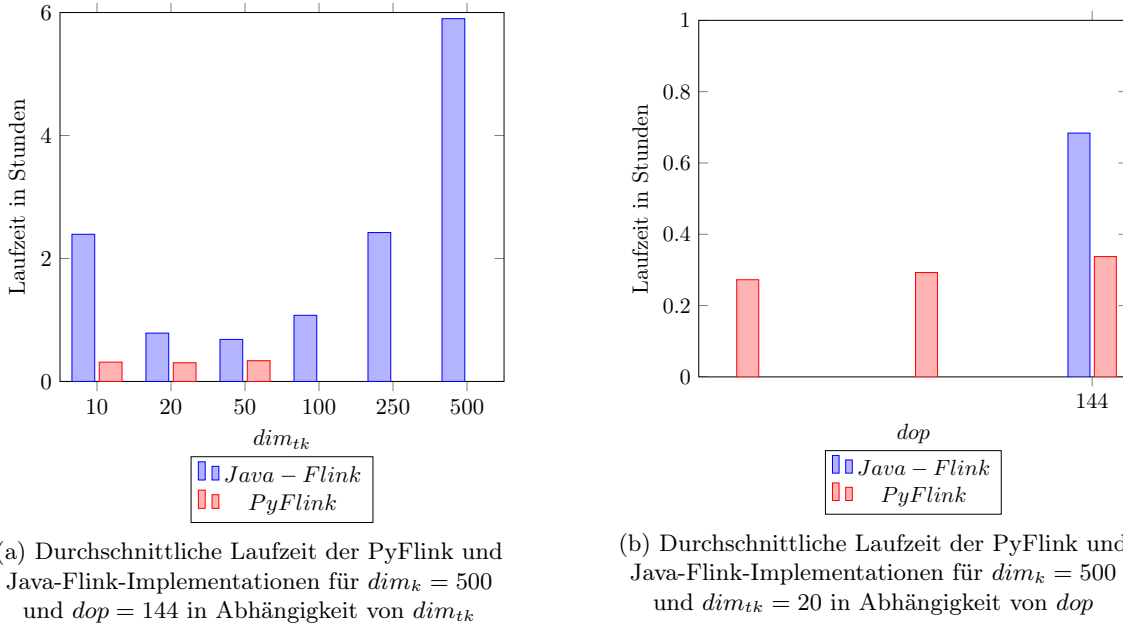 6
4
2
0
Laufzeit in Stunden
10 20 50 100 250 500
dim_tk
Java - Flink
PyFlink
(a) Durchschnittliche Laufzeit der PyFlink und
Java-Flink-Implementationen für dim_k = 500
und dop = 144 in Abhängigkeit von dim_tk
1
0.8
0.6
0.4
0.2
0
Laufzeit in Stunden
144
dop
Java - Flink
PyFlink
(b) Durchschnittliche Laufzeit der PyFlink und
Java-Flink-Implementationen für dim_k = 500
und dim_tk = 20 in Abhängigkeit von dop